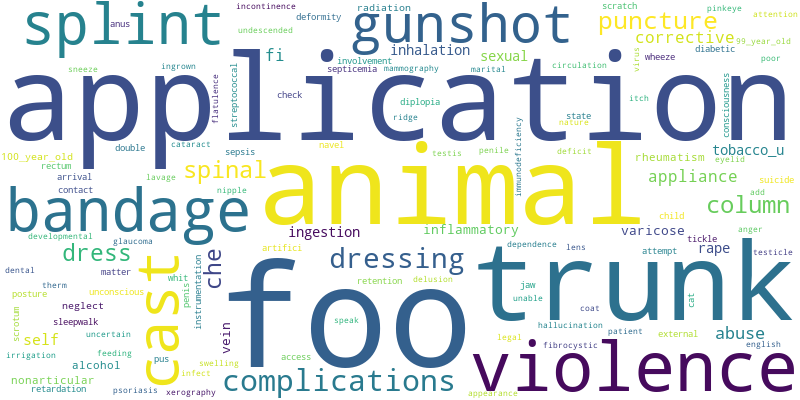 incontinence
anus
splint
gunshot
radiation
deformity
undescended
scratch
pinkeye
attention
puncture
corrective
99_year_old
inhalation
fi
sexual
involvement
wheeze
diabetic
virus
poor
sneeze
ingrown
septicemia
mammography
marital
circulation
application
flatulence
streptococcal
check
diplopia
itch
consciousness
ridge
state
nature
double
cataract
navel
immunodeficiency
100_year_old
rectum
sepsis
testis
penile
deficit
tobacco_u
rheumatism
eyelid
arrival
lavage
spinal
animal
appliance
suicide
contact
nipple
add
bandage
column
child
developmental
ingestion
inflammatory
varicose
anger
glaucoma
dress
artifici
dressing
dependence
lens
attempt
tickle
rape
testicle
dental
matter
cast
che
foo
trunk
therm
whit
unconscious
retention
delusion
jaw
unable
cat
posture
penis
instrumentation
neglect
coat
scrotum
sleepwalk
speak
hallucination
patient
uncertain
vein
legal
external
abuse
self
fibrocystic
english
irrigation
feeding
pus
access
violence
alcohol
swelling
nonarticular
infect
complications
retardation
psoriasis
xerography
appearance